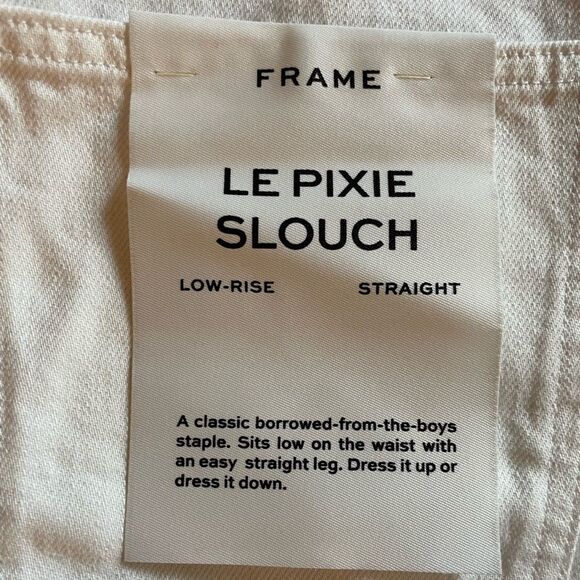 FRAME
LE PIXIE
SLOUCH
LOW-RISE STRAIGHT
A classic borrowed-from-the-boys
staple. Sits low on the waist with
an easy straight leg. Dress it up or
dress it down.